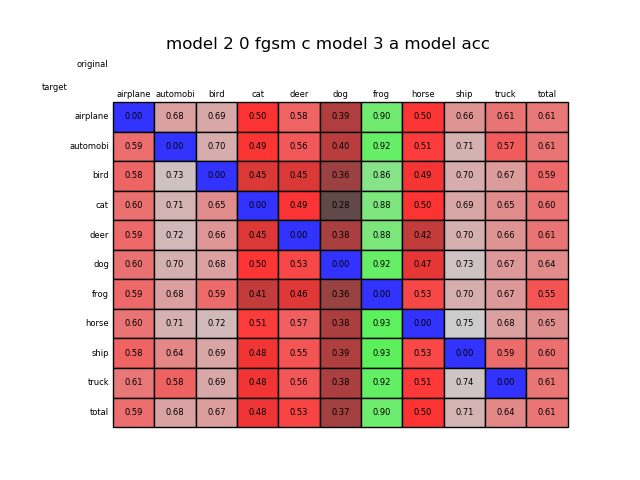 model 2 0 fgsm c model 3 a model acc
original
target
airplane automobi bird cat deer dog frog horse ship truck total
airplane 0.00 0.68 0.69 0.50 0.58 0.39 0.90 0.50 0.66 0.61 0.61
automobi 0.59 0.00 0.70 0.49 0.56 0.40 0.92 0.51 0.71 0.57 0.61
bird 0.58 0.73 0.00 0.45 0.45 0.36 0.86 0.49 0.70 0.67 0.59
cat 0.60 0.71 0.65 0.00 0.49 0.28 0.88 0.50 0.69 0.65 0.60
deer 0.59 0.72 0.66 0.45 0.00 0.38 0.88 0.42 0.70 0.66 0.61
dog 0.60 0.70 0.68 0.50 0.53 0.00 0.92 0.47 0.73 0.67 0.64
frog 0.59 0.68 0.59 0.41 0.46 0.36 0.00 0.53 0.70 0.67 0.55
horse 0.60 0.71 0.72 0.51 0.57 0.38 0.93 0.00 0.75 0.68 0.65
ship 0.58 0.64 0.69 0.48 0.55 0.39 0.93 0.53 0.00 0.59 0.60
truck 0.61 0.58 0.69 0.48 0.56 0.38 0.92 0.51 0.74 0.00 0.61
total 0.59 0.68 0.67 0.48 0.53 0.37 0.90 0.50 0.71 0.64 0.61